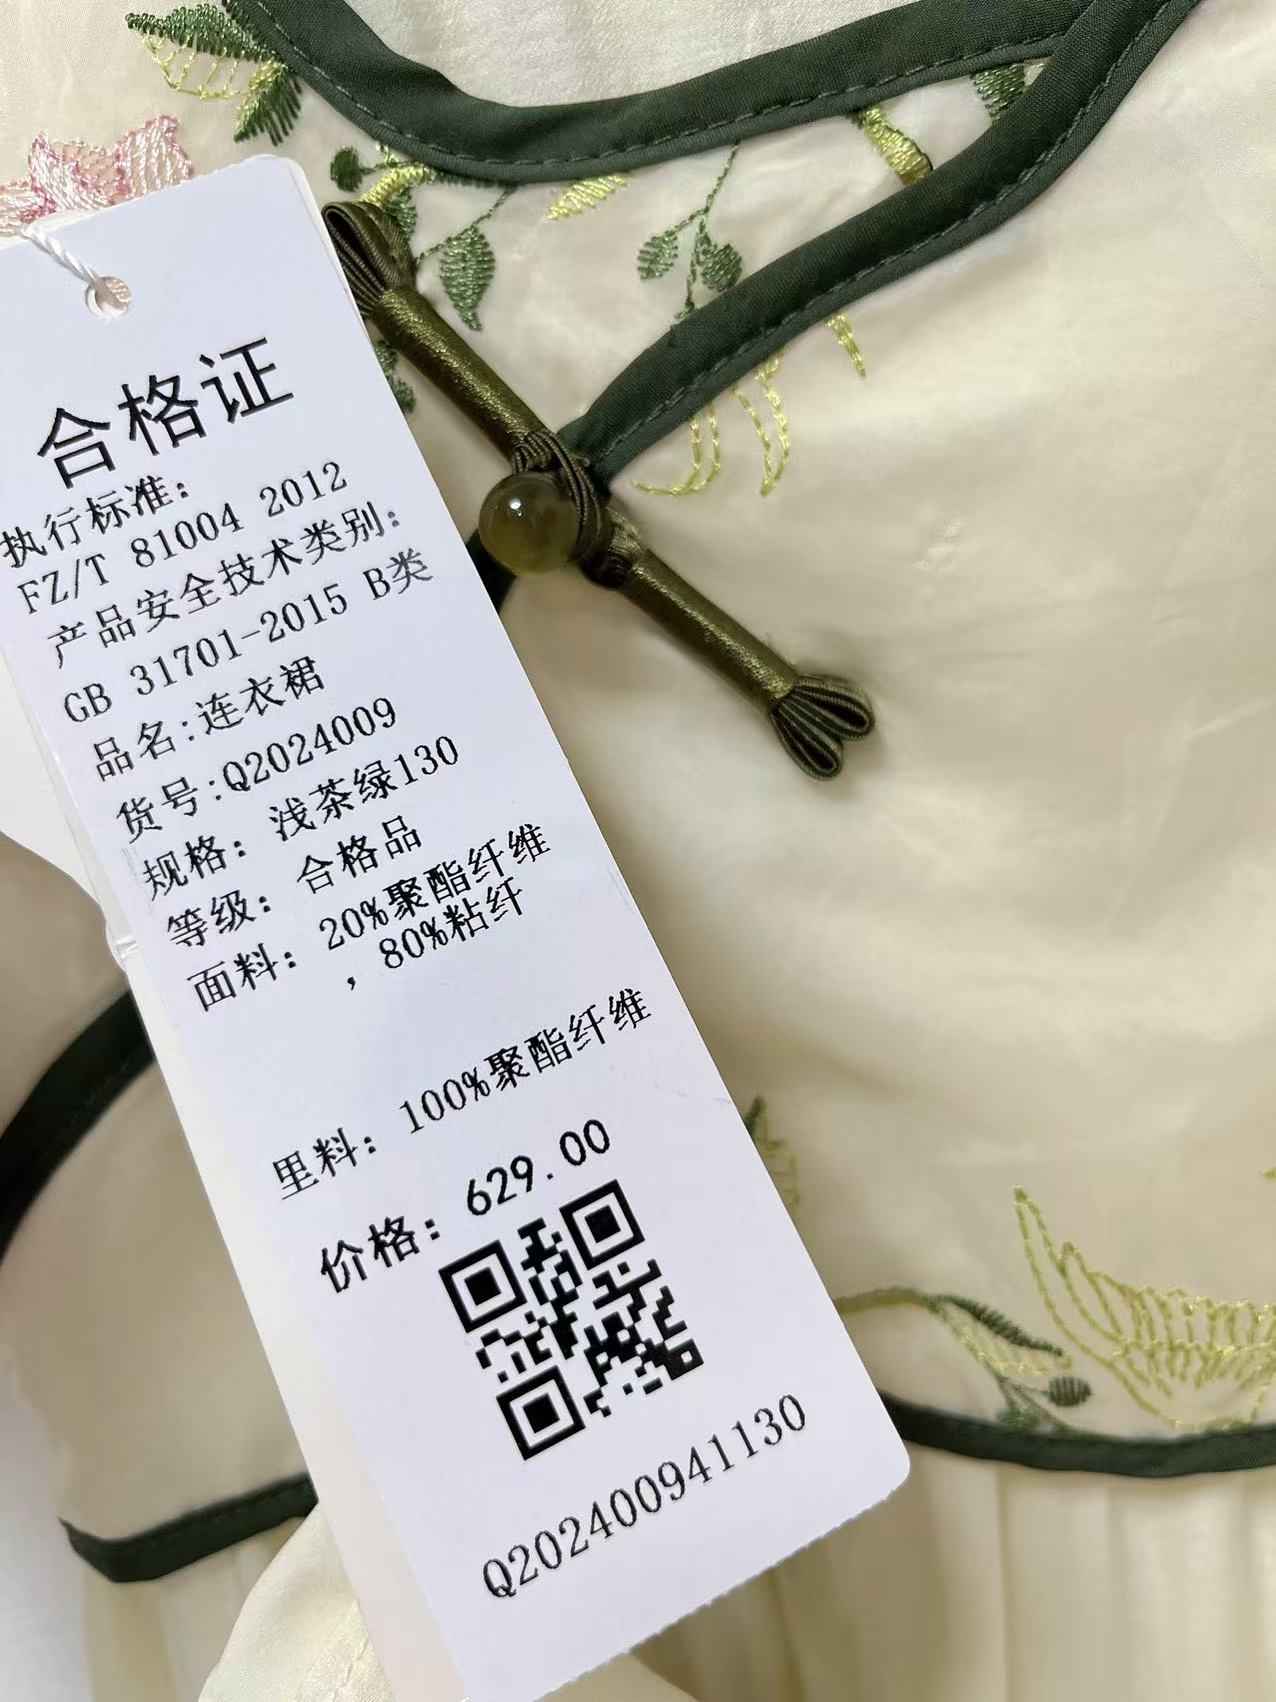 合格证
执行标准：
FZ/T 81004 2012
产品安全技术类别：
GB 31701-2015 B类
品名:连衣裙
货号:Q2024009
规格: 浅茶绿130
等级: 合格品
面料: 20%聚酯纤维
，80%粘纤
里料: 100%聚酯纤维
价格: 629.00
Q202400941130